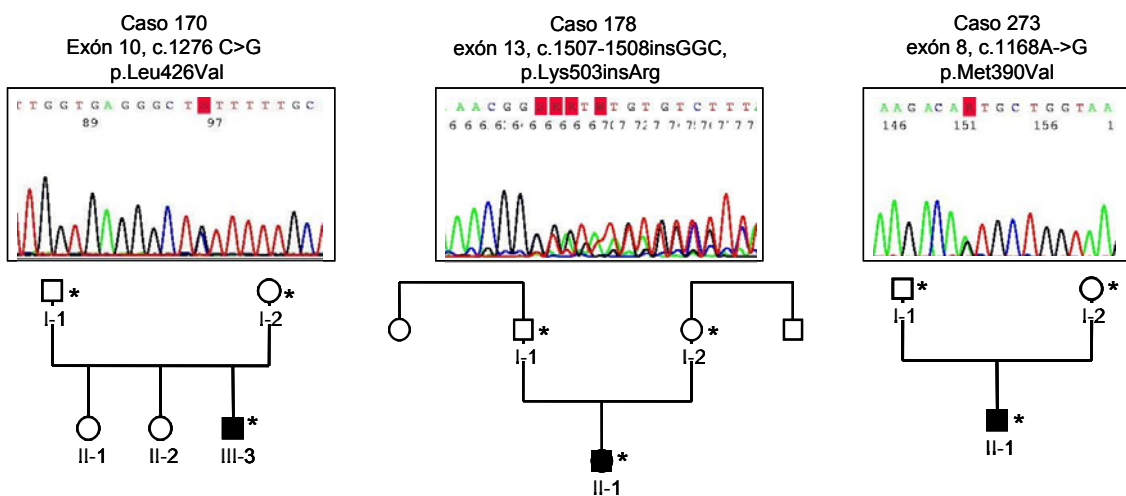 Caso 170
Exón 10, c.1276 C>G
p.Leu426Val
T T G G T G A G G G C T T T T T T G C
89 97
I-1 * I-2 *
II-1 II-2 III-3 *
Caso 178
exón 13, c.1507-1508insGGC,
p.Lys503insArg
A A C G G T G T G T C T T T
I-1 * I-2 *
II-1 *
Caso 273
exón 8, c.1168A->G
p.Met390Val
A A G A C A T G C T G G T A A
146 151 156 1
I-1 * I-2 *
II-1 *